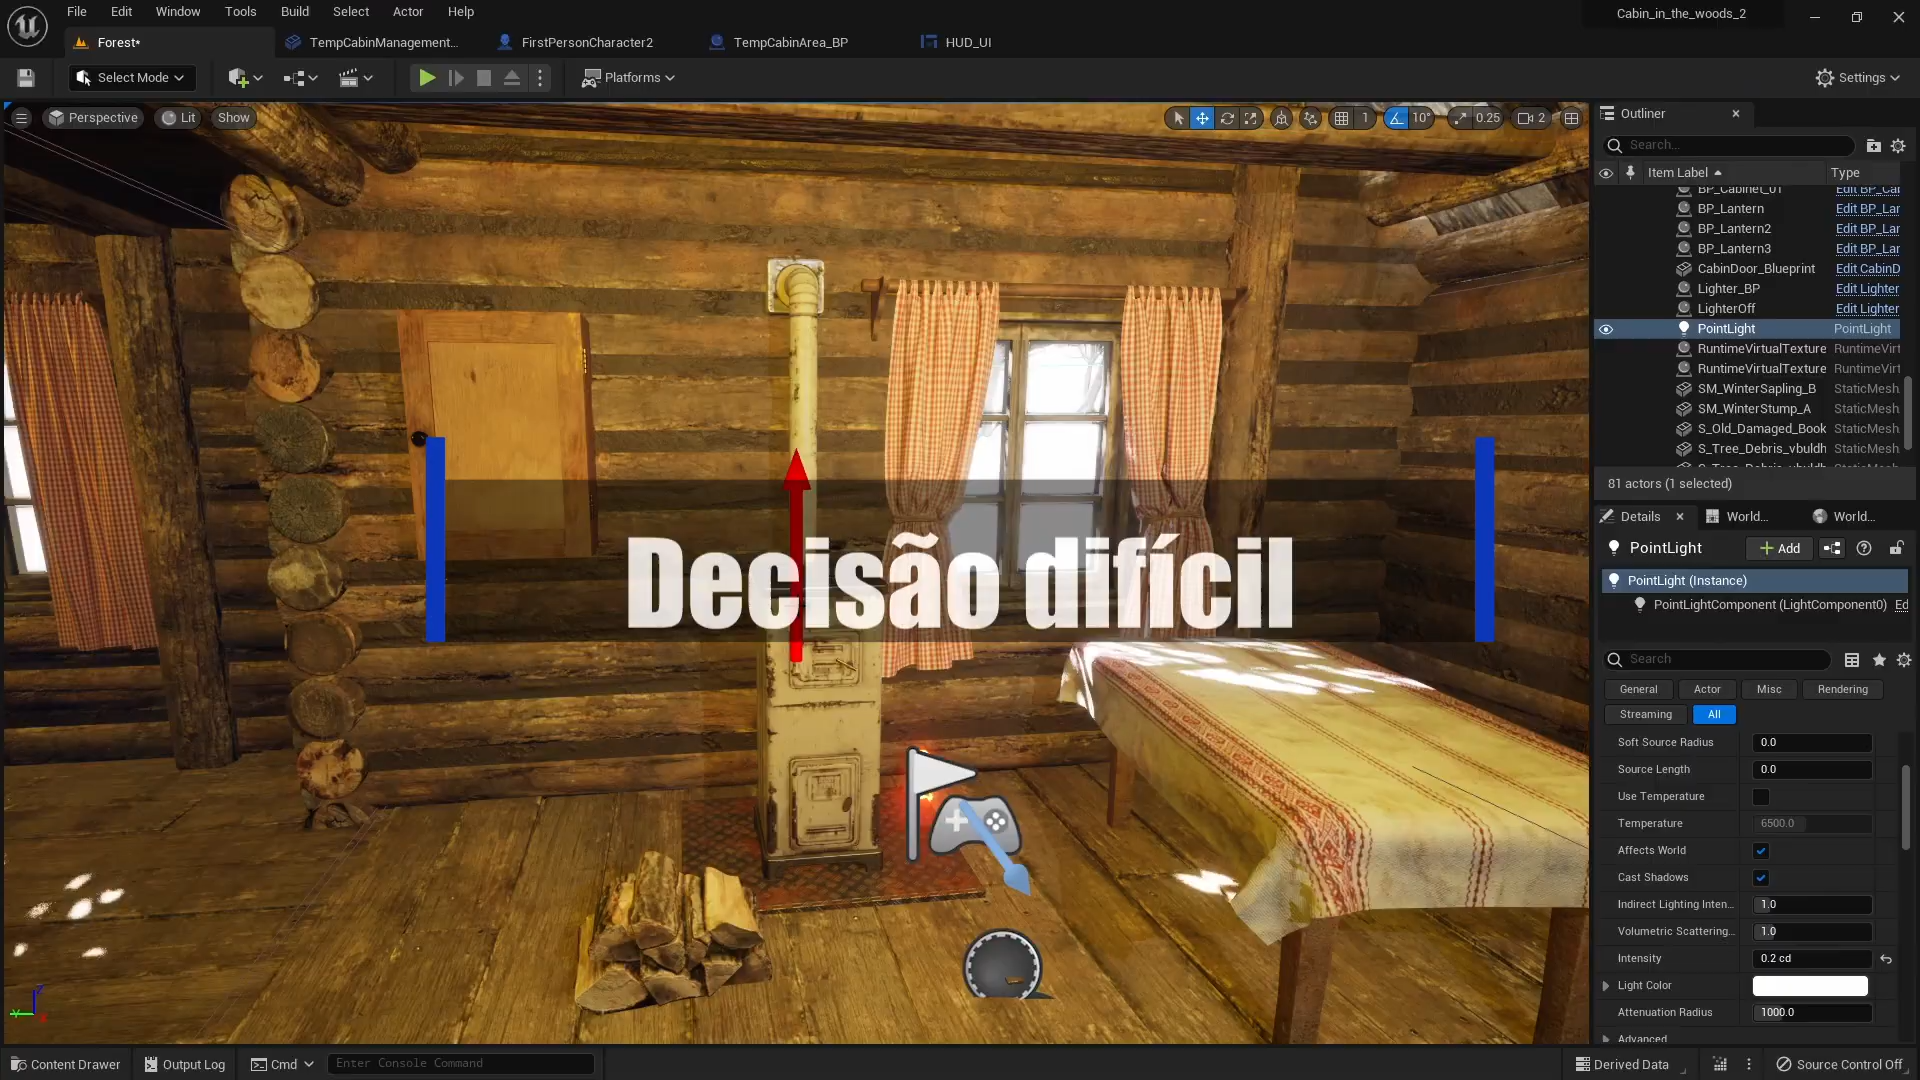 File Edit Window Tools Build Select Actor Help
Cabin_in_the_woods_2
Forest*
TempCabinManagement...
FirstPersonCharacter2
TempCabinArea_BP
HUD_UI
Select Mode
Platforms
Settings
Perspective
Lit
Show
1
10°
0.25
2
Outliner
Search...
Item Label
Type
BP_Cabinet_01 Edit BP_Cal
BP_Lantern Edit BP_Lar
BP_Lantern2 Edit BP_Lar
BP_Lantern3 Edit BP_Lar
CabinDoor_Blueprint Edit CabinD
Lighter_BP Edit Lighter
LighterOff Edit Lighter
PointLight PointLight
RuntimeVirtualTexture RuntimeVirt
RuntimeVirtualTexture RuntimeVirt
SM_WinterSapling_B StaticMesh
SM_WinterStump_A StaticMesh
S_Old_Damaged_Book StaticMesh
S_Tree_Debris_vbuldh StaticMesh
81 actors (1 selected)
Details
World...
World...
PointLight
Add
PointLight (Instance)
PointLightComponent (LightComponent0) Ed
Search
General Actor Misc Rendering
Streaming All
Soft Source Radius 0.0
Source Length 0.0
Use Temperature
Temperature 6500.0
Affects World
Cast Shadows
Indirect Lighting Inten... 1.0
Volumetric Scattering... 1.0
Intensity 0.2 cd
Light Color
Attenuation Radius 1000.0
Advanced
Decisão difícil
Content Drawer
Output Log
Cmd
Enter Console Command
Derived Data
Source Control Off